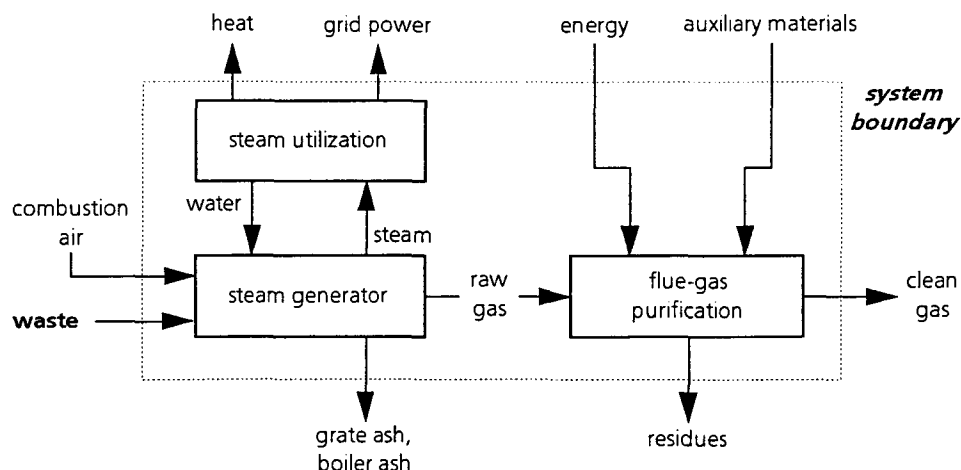 heat
grid power
energy
auxiliary materials
system
boundary
steam utilization
water
steam
combustion
air
waste
steam generator
raw
gas
flue-gas
purification
clean
gas
grate ash,
boiler ash
residues